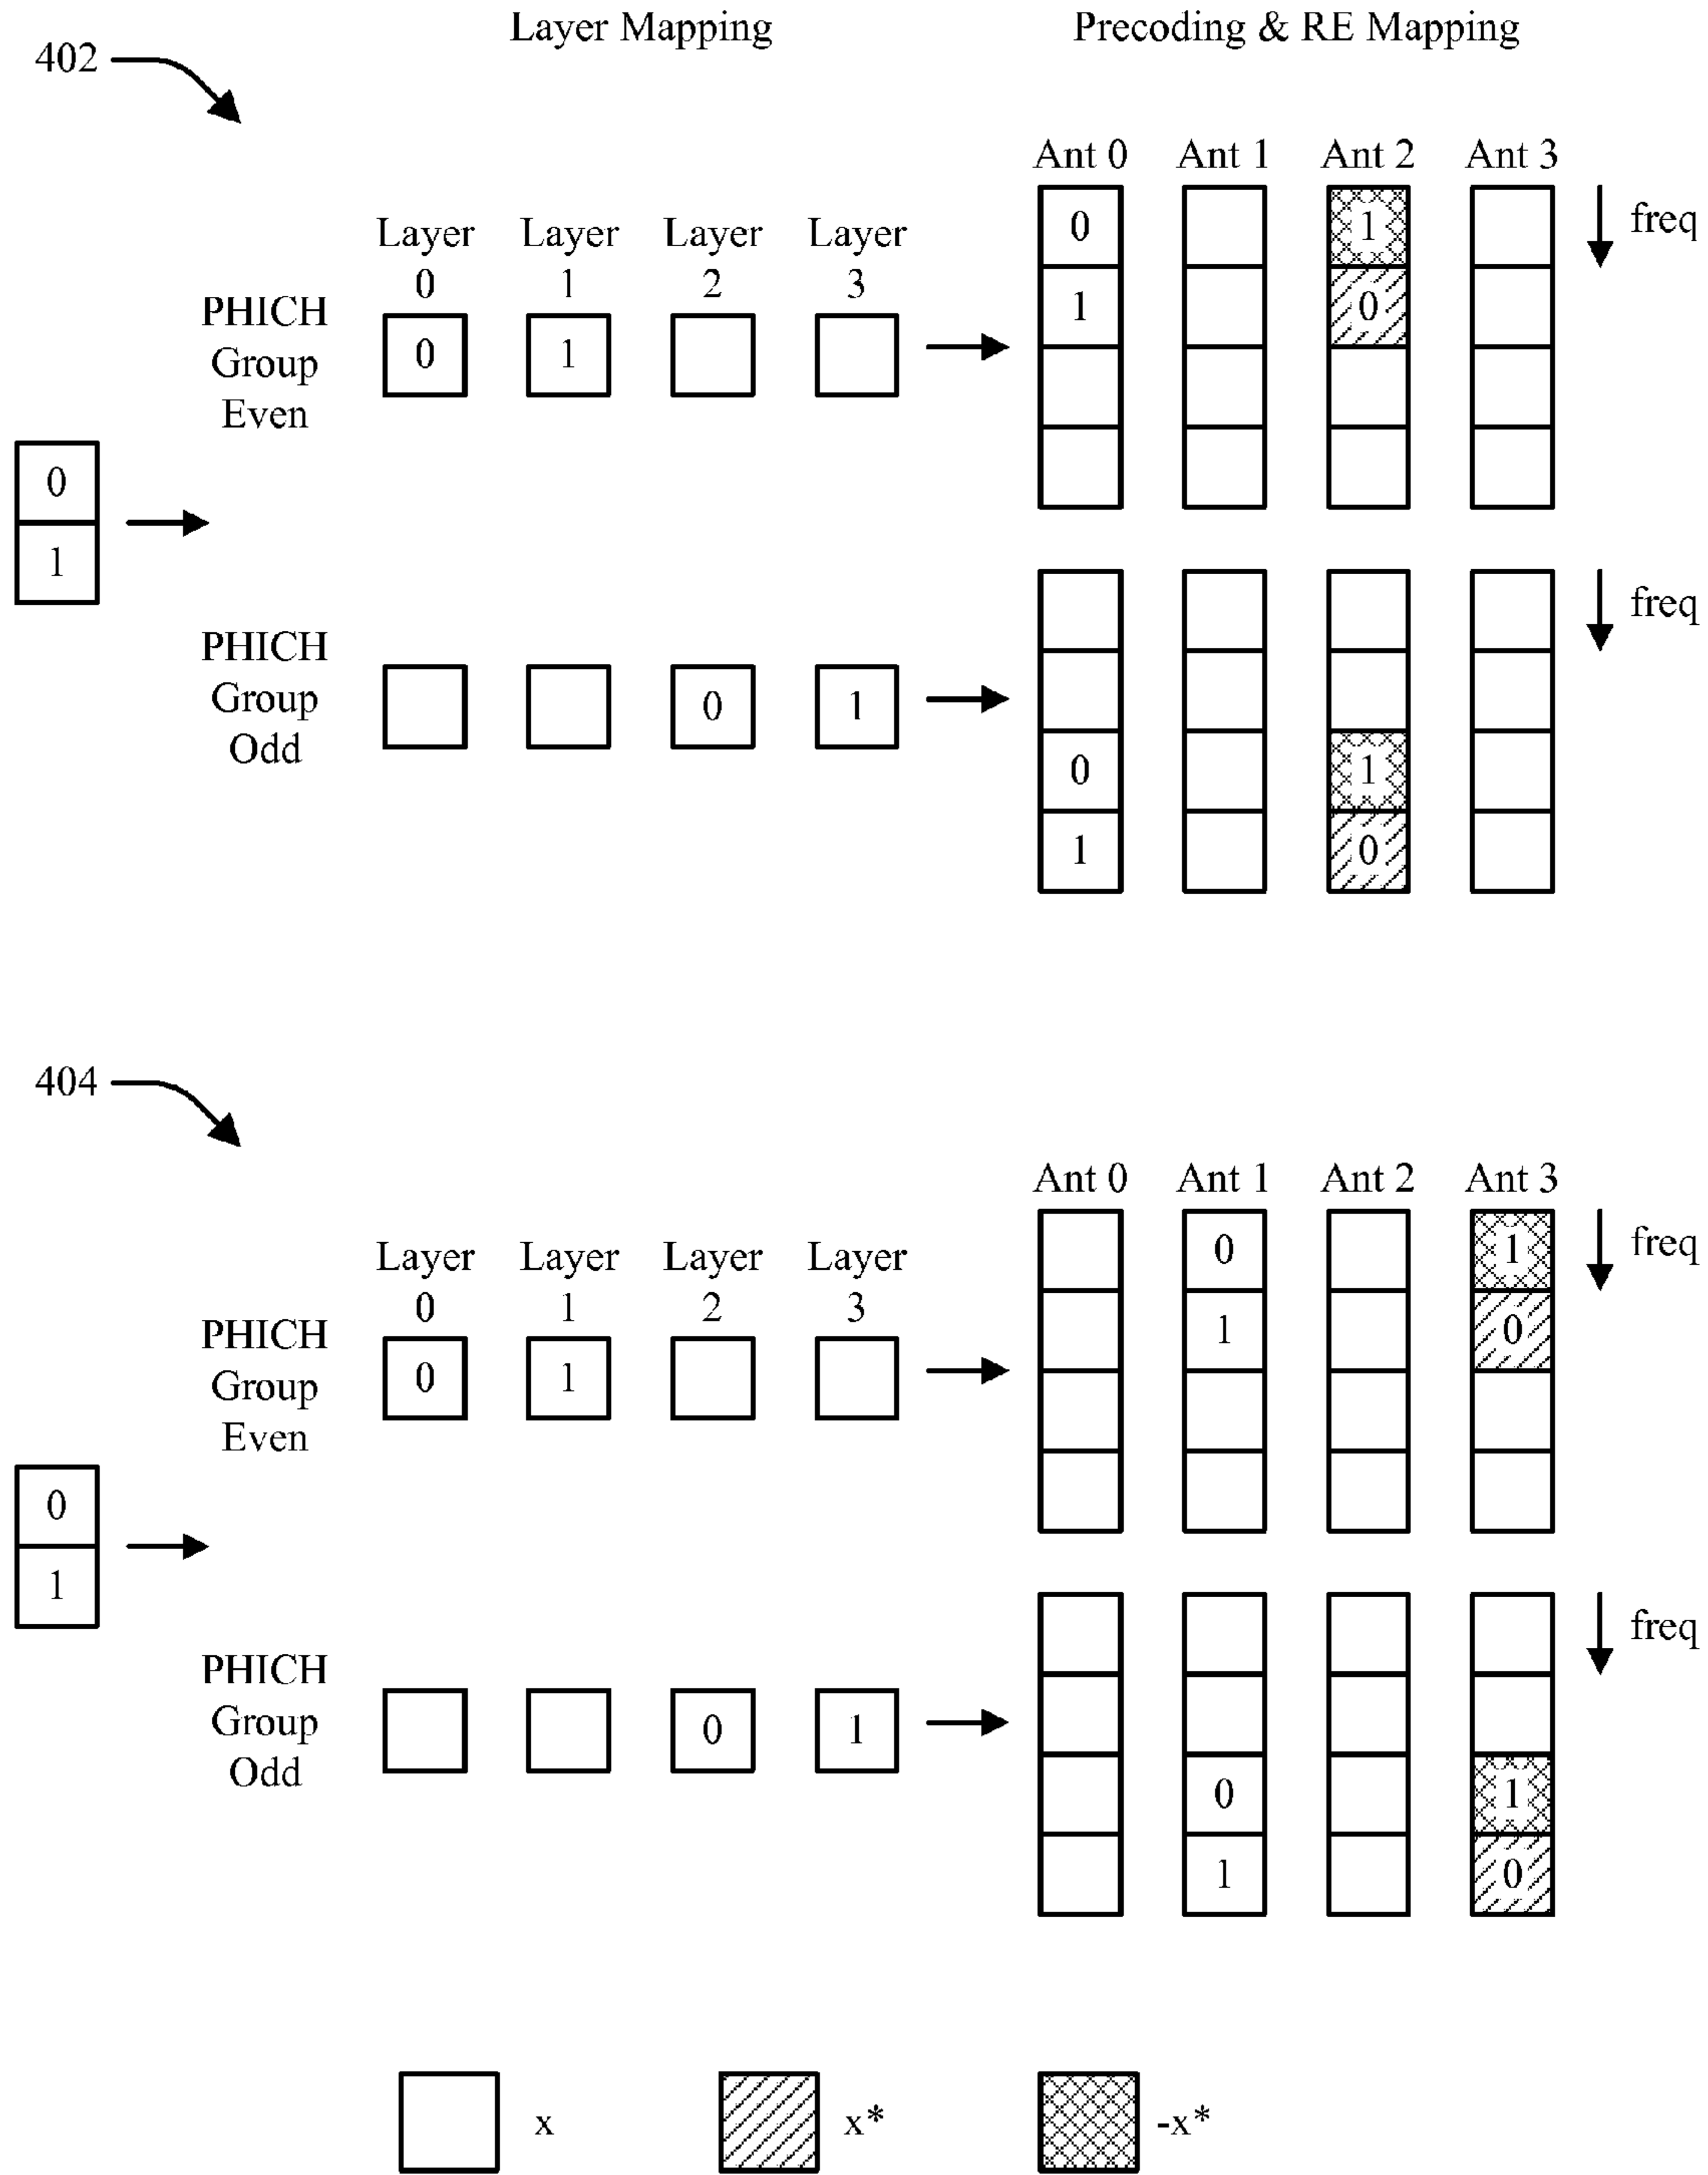 Layer Mapping Precoding & RE Mapping
402
Ant 0 Ant 1 Ant 2 Ant 3
0 1 freq
Layer Layer Layer Layer
0 1 2 3
1 0
PHICH
Group
Even
0 1
0
1
freq
PHICH
Group
Odd
0 1
0 1
1 0
404
Ant 0 Ant 1 Ant 2 Ant 3
0 1 freq
Layer Layer Layer Layer
0 1 2 3
1 0
PHICH
Group
Even
0 1
0
1
freq
PHICH
Group
Odd
0 1
0 1
1 0
x x* -x*